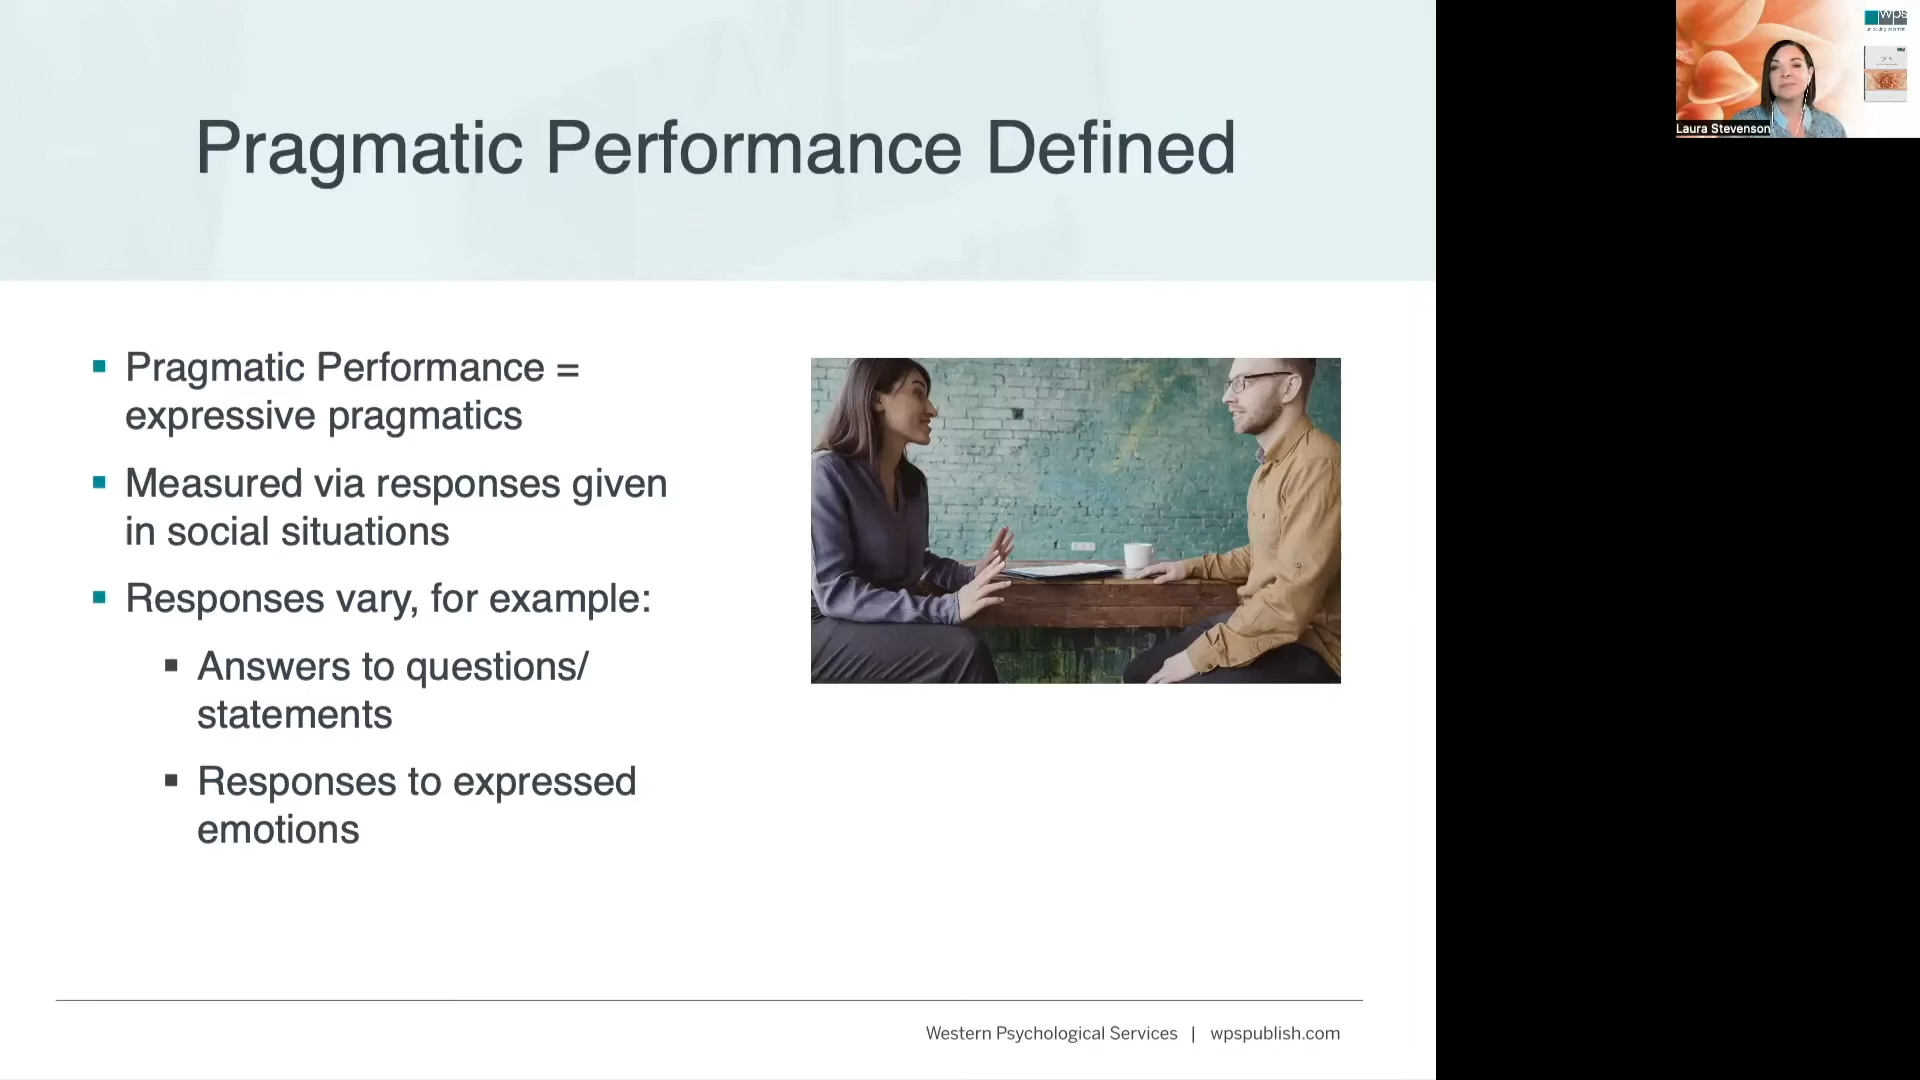 Pragmatic Performance Defined
▪ Pragmatic Performance =
expressive pragmatics
▪ Measured via responses given
in social situations
▪ Responses vary, for example:
▪ Answers to questions/
statements
▪ Responses to expressed
emotions
Western Psychological Services | wpspublish.com
wps
Laura Stevenson